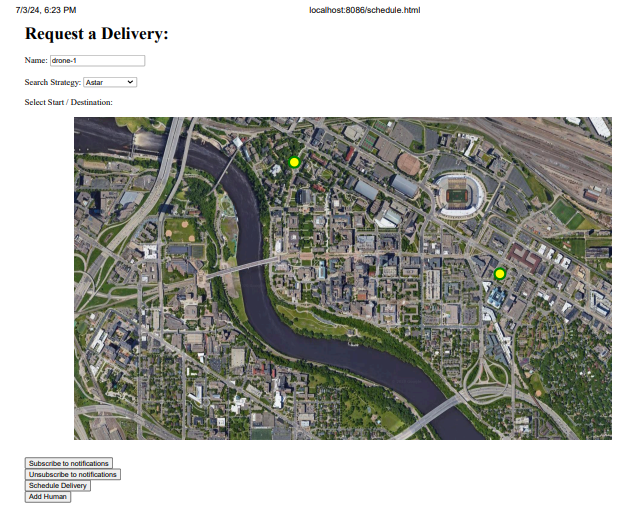 7/3/24, 6:23 PM localhost:8086/schedule.html
Request a Delivery:
Name: drone-1
Search Strategy: Astar
Select Start / Destination:
Subscribe to notifications
Unsubscribe to notifications
Schedule Delivery
Add Human